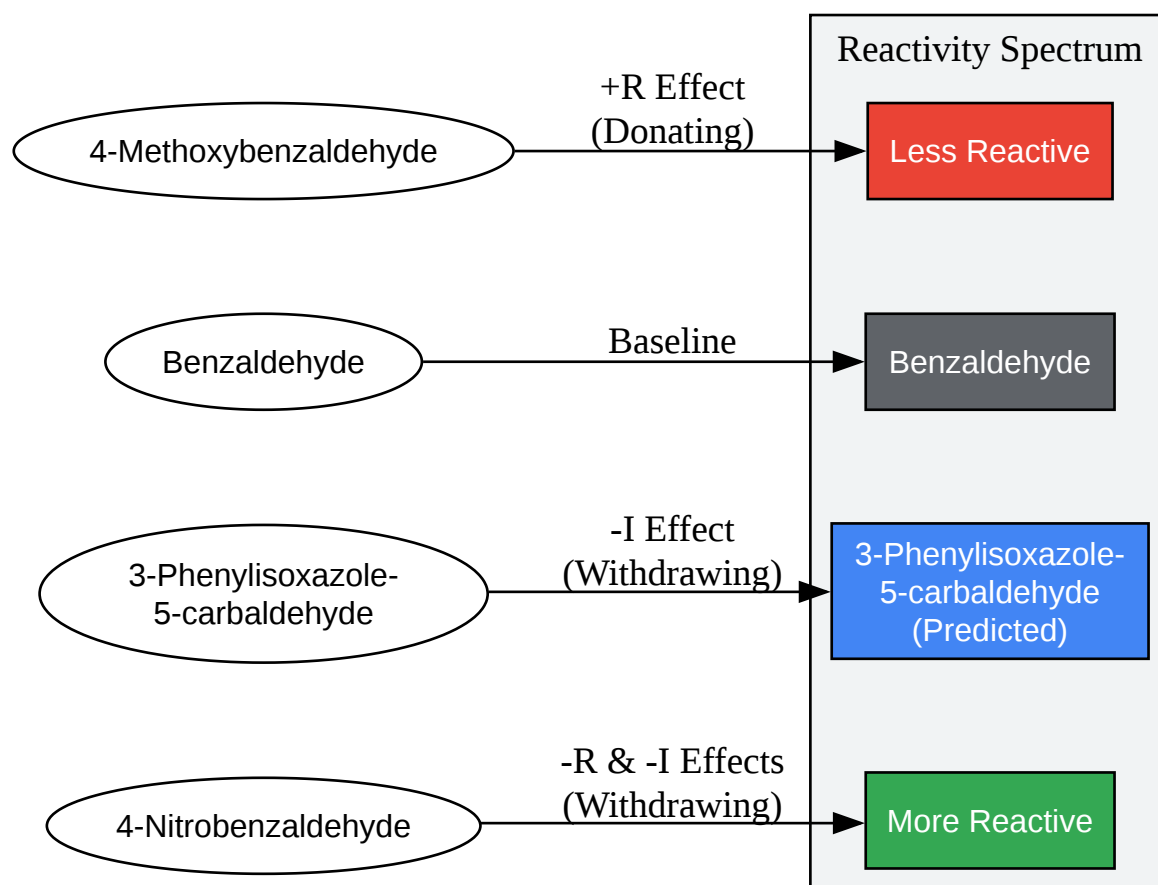 Reactivity Spectrum
4-Methoxybenzaldehyde
+R Effect
(Donating)
Less Reactive
Benzaldehyde
Baseline
Benzaldehyde
3-Phenylisoxazole-
5-carbaldehyde
-I Effect
(Withdrawing)
3-Phenylisoxazole-
5-carbaldehyde
(Predicted)
4-Nitrobenzaldehyde
-R & -I Effects
(Withdrawing)
More Reactive